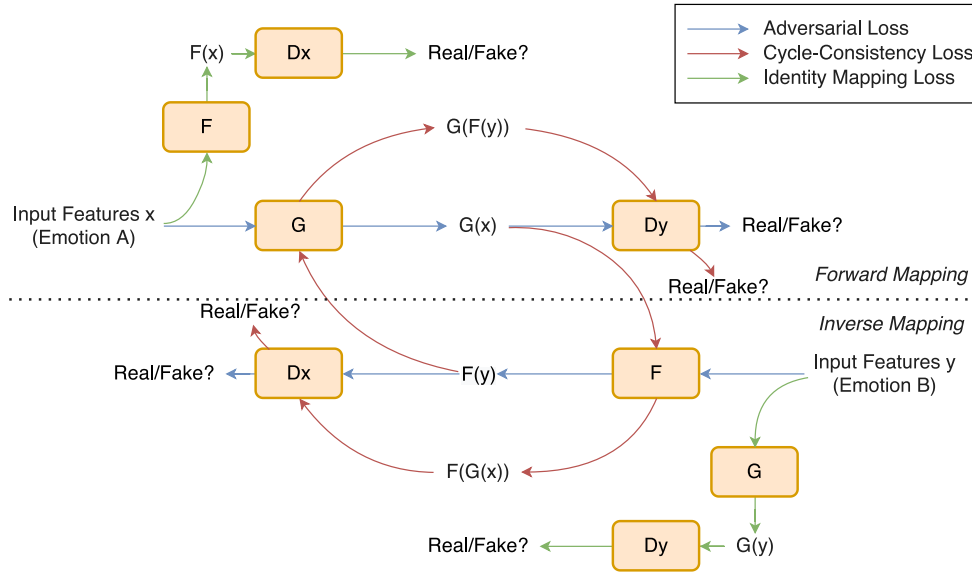 Adversarial Loss
Cycle-Consistency Loss
Identity Mapping Loss
F(x)
Dx
Real/Fake?
F
G(F(y))
Input Features x
(Emotion A)
G
G(x)
Dy
Real/Fake?
Real/Fake?
Forward Mapping
Real/Fake?
Inverse Mapping
Real/Fake?
Dx
F(y)
F
Input Features y
(Emotion B)
F(G(x))
G
Real/Fake?
Dy
G(y)